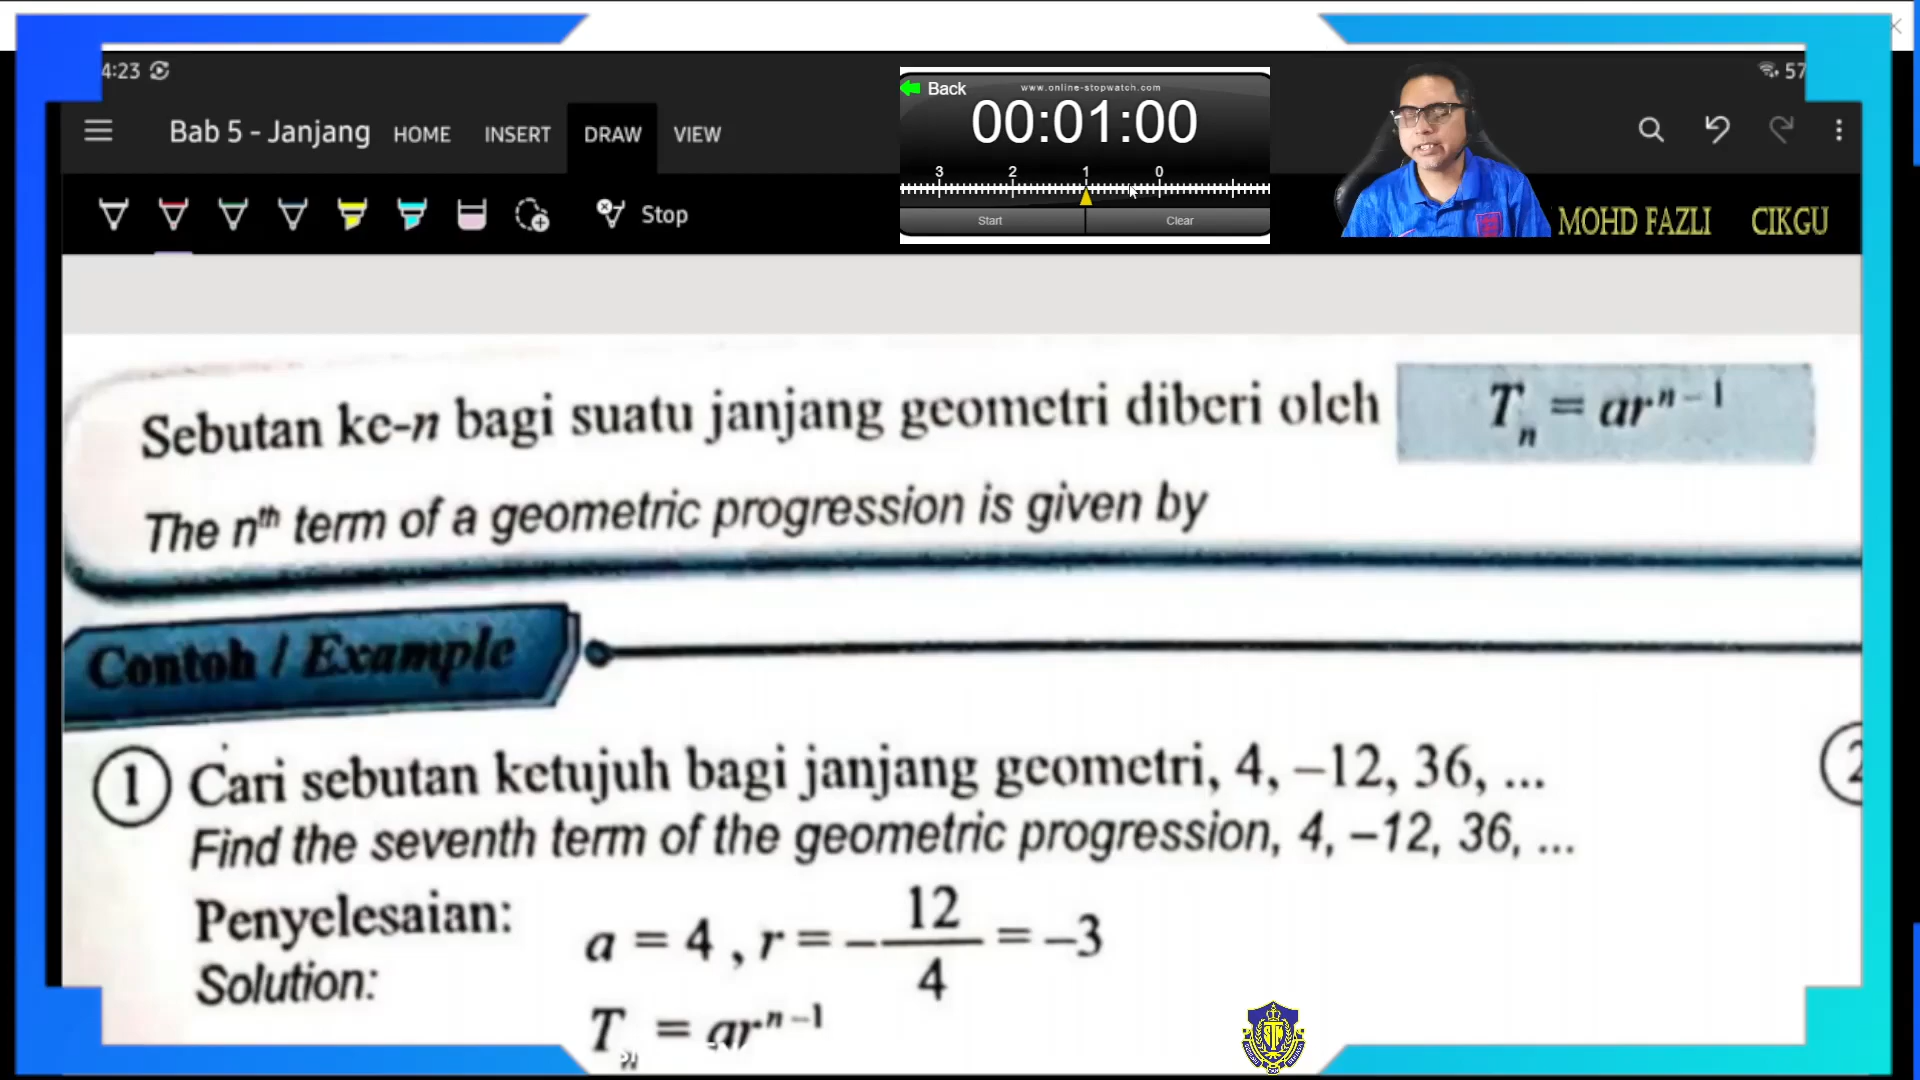 4:23
57
Bab 5 - Janjang HOME INSERT DRAW VIEW
Back
www.online-stopwatch.com
00:01:00
3 2 1 0
Start Clear
Stop
MOHD FAZLI CIKGU
Sebutan ke-n bagi suatu janjang geometri diberi oleh Tₙ = arⁿ⁻¹
The nᵗʰ term of a geometric progression is given by
Contoh / Example
1 Cari sebutan ketujuh bagi janjang geometri, 4, –12, 36, ...
2
Find the seventh term of the geometric progression, 4, –12, 36, ...
Penyelesaian:
Solution:
a = 4 , r = –12/4 = –3
Tₙ = arⁿ⁻¹